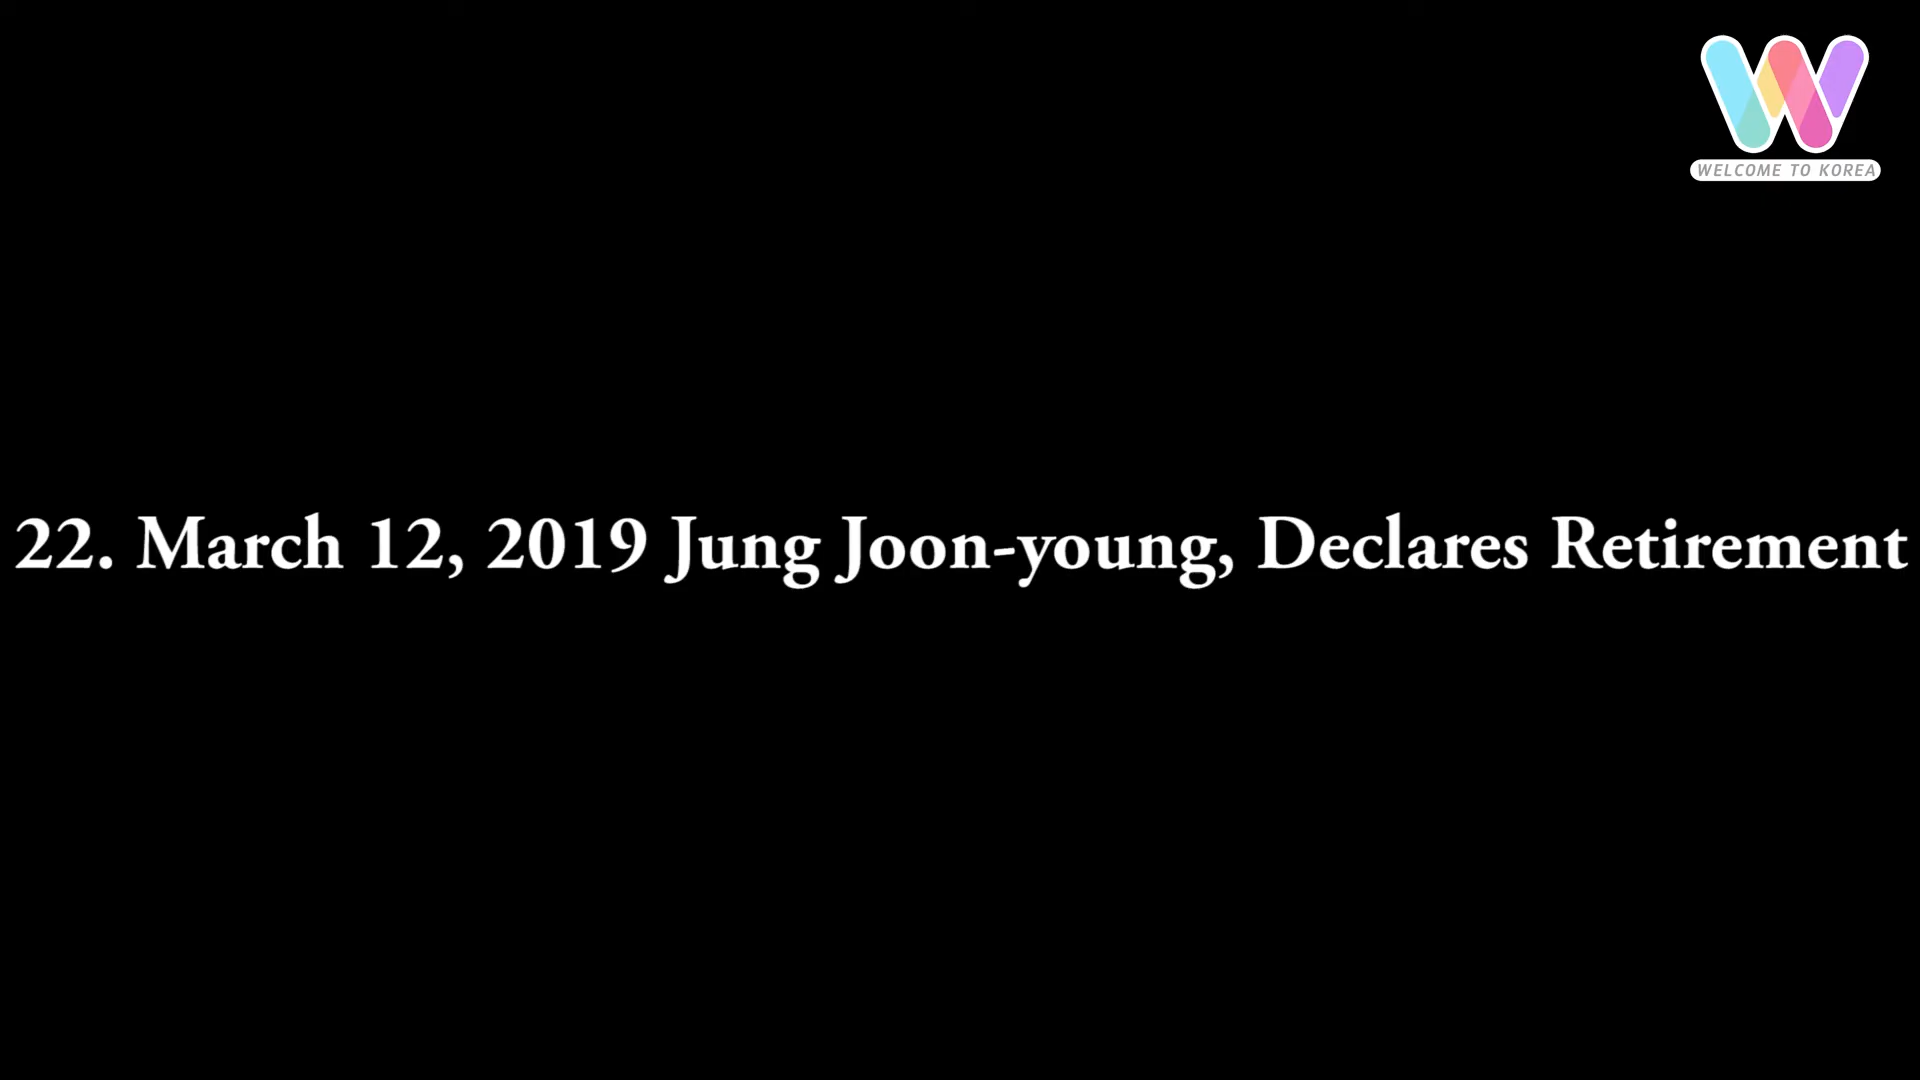 WELCOME TO KOREA
22. March 12, 2019 Jung Joon-young, Declares Retirement